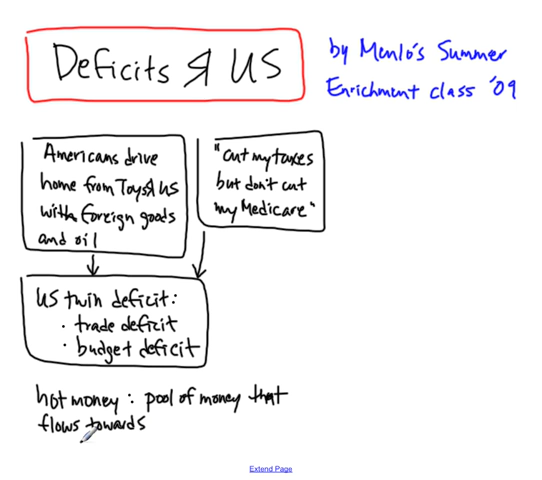 Deficits Я US
by Menlo's Summer
Enrichment class '09
Americans drive
home from ToysЯUS
with foreign goods
and oil
"cut my taxes
but don't cut
my Medicare"
US twin deficit:
· trade deficit
· budget deficit
hot money: pool of money that
flows towards
Extend Page